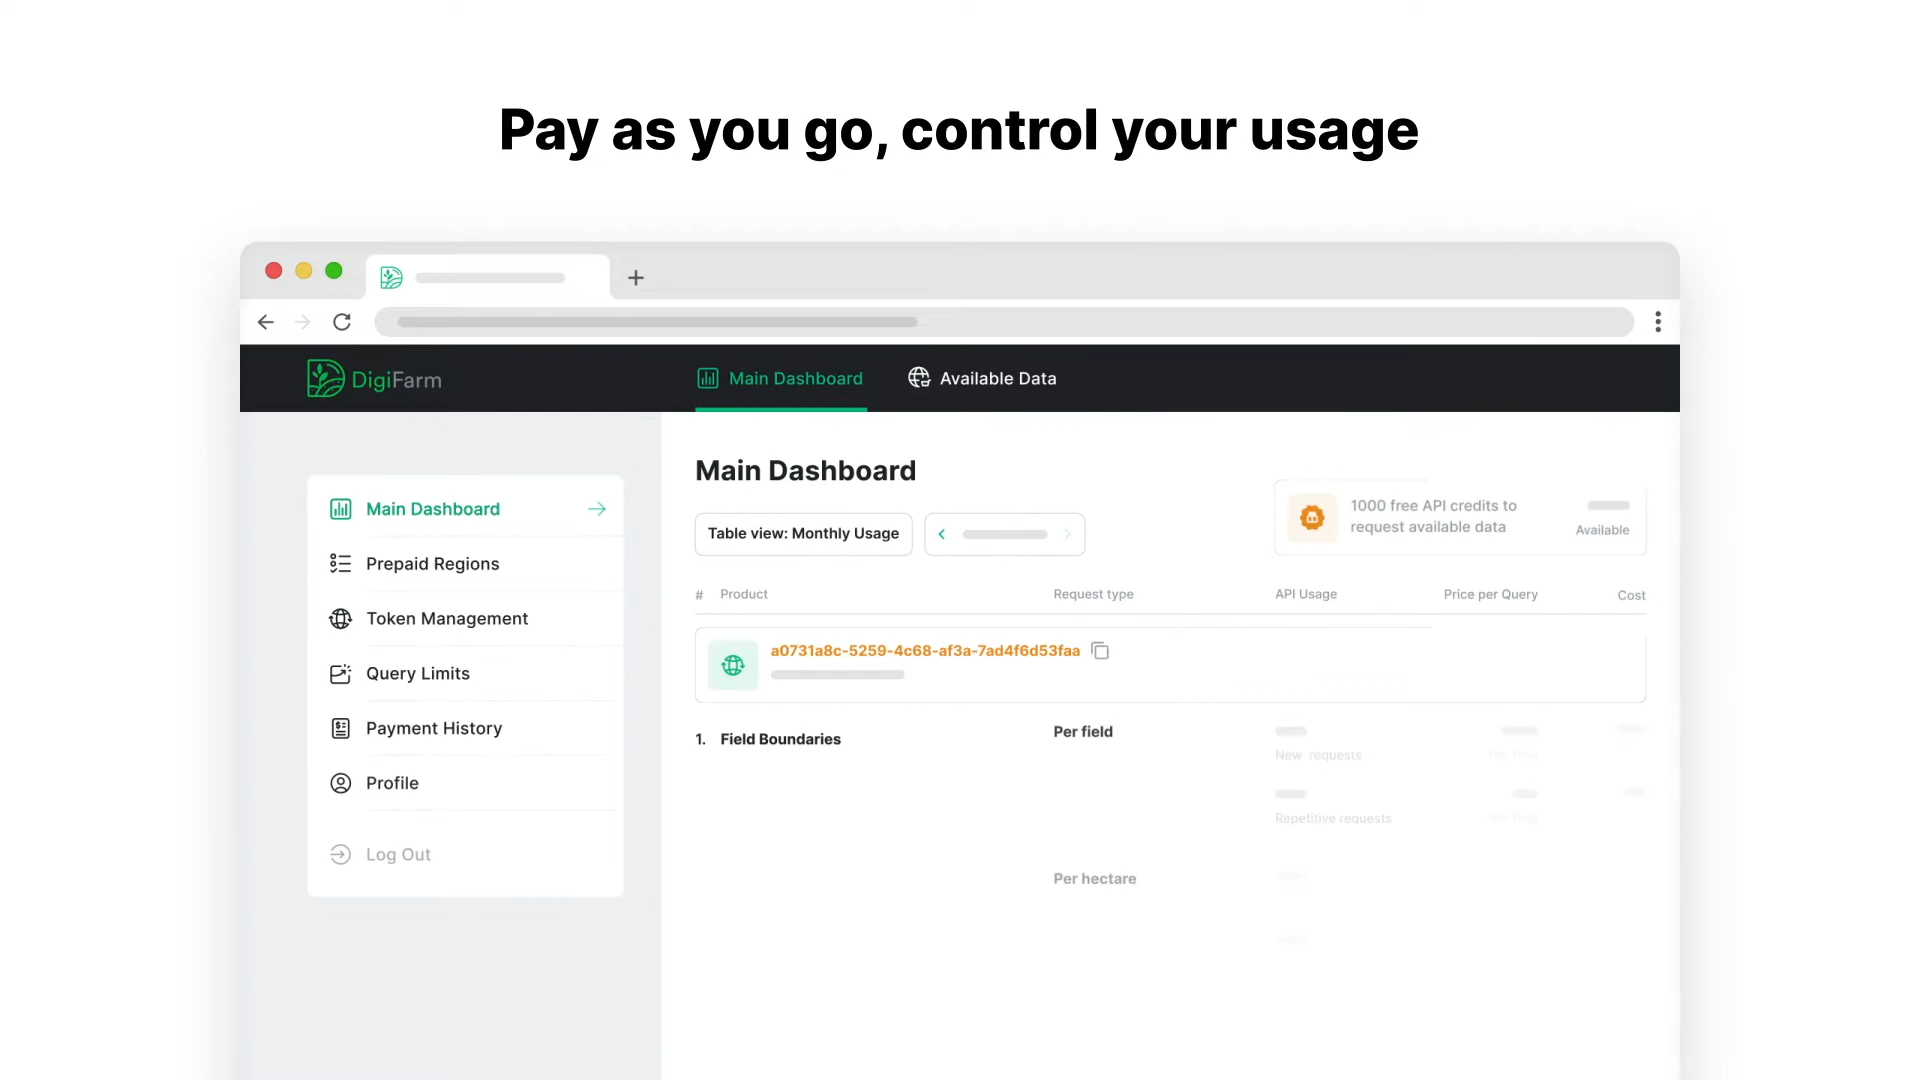 Pay as you go, control your usage
DigiFarm
Main Dashboard
Available Data
Main Dashboard
Prepaid Regions
Token Management
Query Limits
Payment History
Profile
Log Out
Main Dashboard
Table view: Monthly Usage
1000 free API credits to
request available data
Available
# Product Request type API Usage Price per Query Cost
a0731a8c-5259-4c68-af3a-7ad4f6d53faa
1. Field Boundaries
Per field
New requests
Repetitive requests
Per hectare